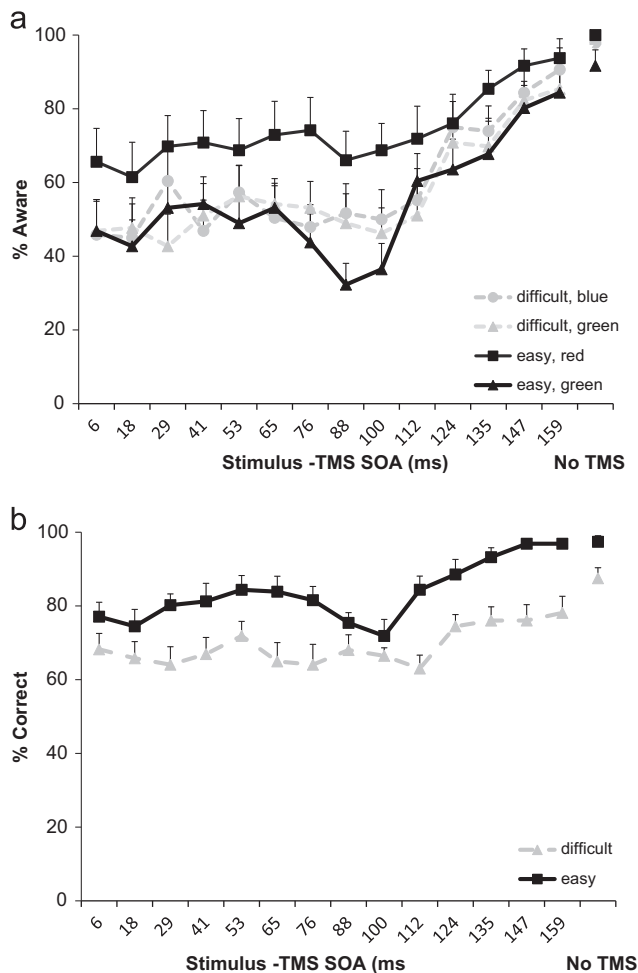 a
100
80
60
40
20
0
% Aware
difficult, blue
difficult, green
easy, red
easy, green
6 18 29 41 53 65 76 88 100 112 124 135 147 159
Stimulus -TMS SOA (ms) No TMS
b
100
80
60
40
20
0
% Correct
difficult
easy
6 18 29 41 53 65 76 88 100 112 124 135 147 159
Stimulus -TMS SOA (ms No TMS